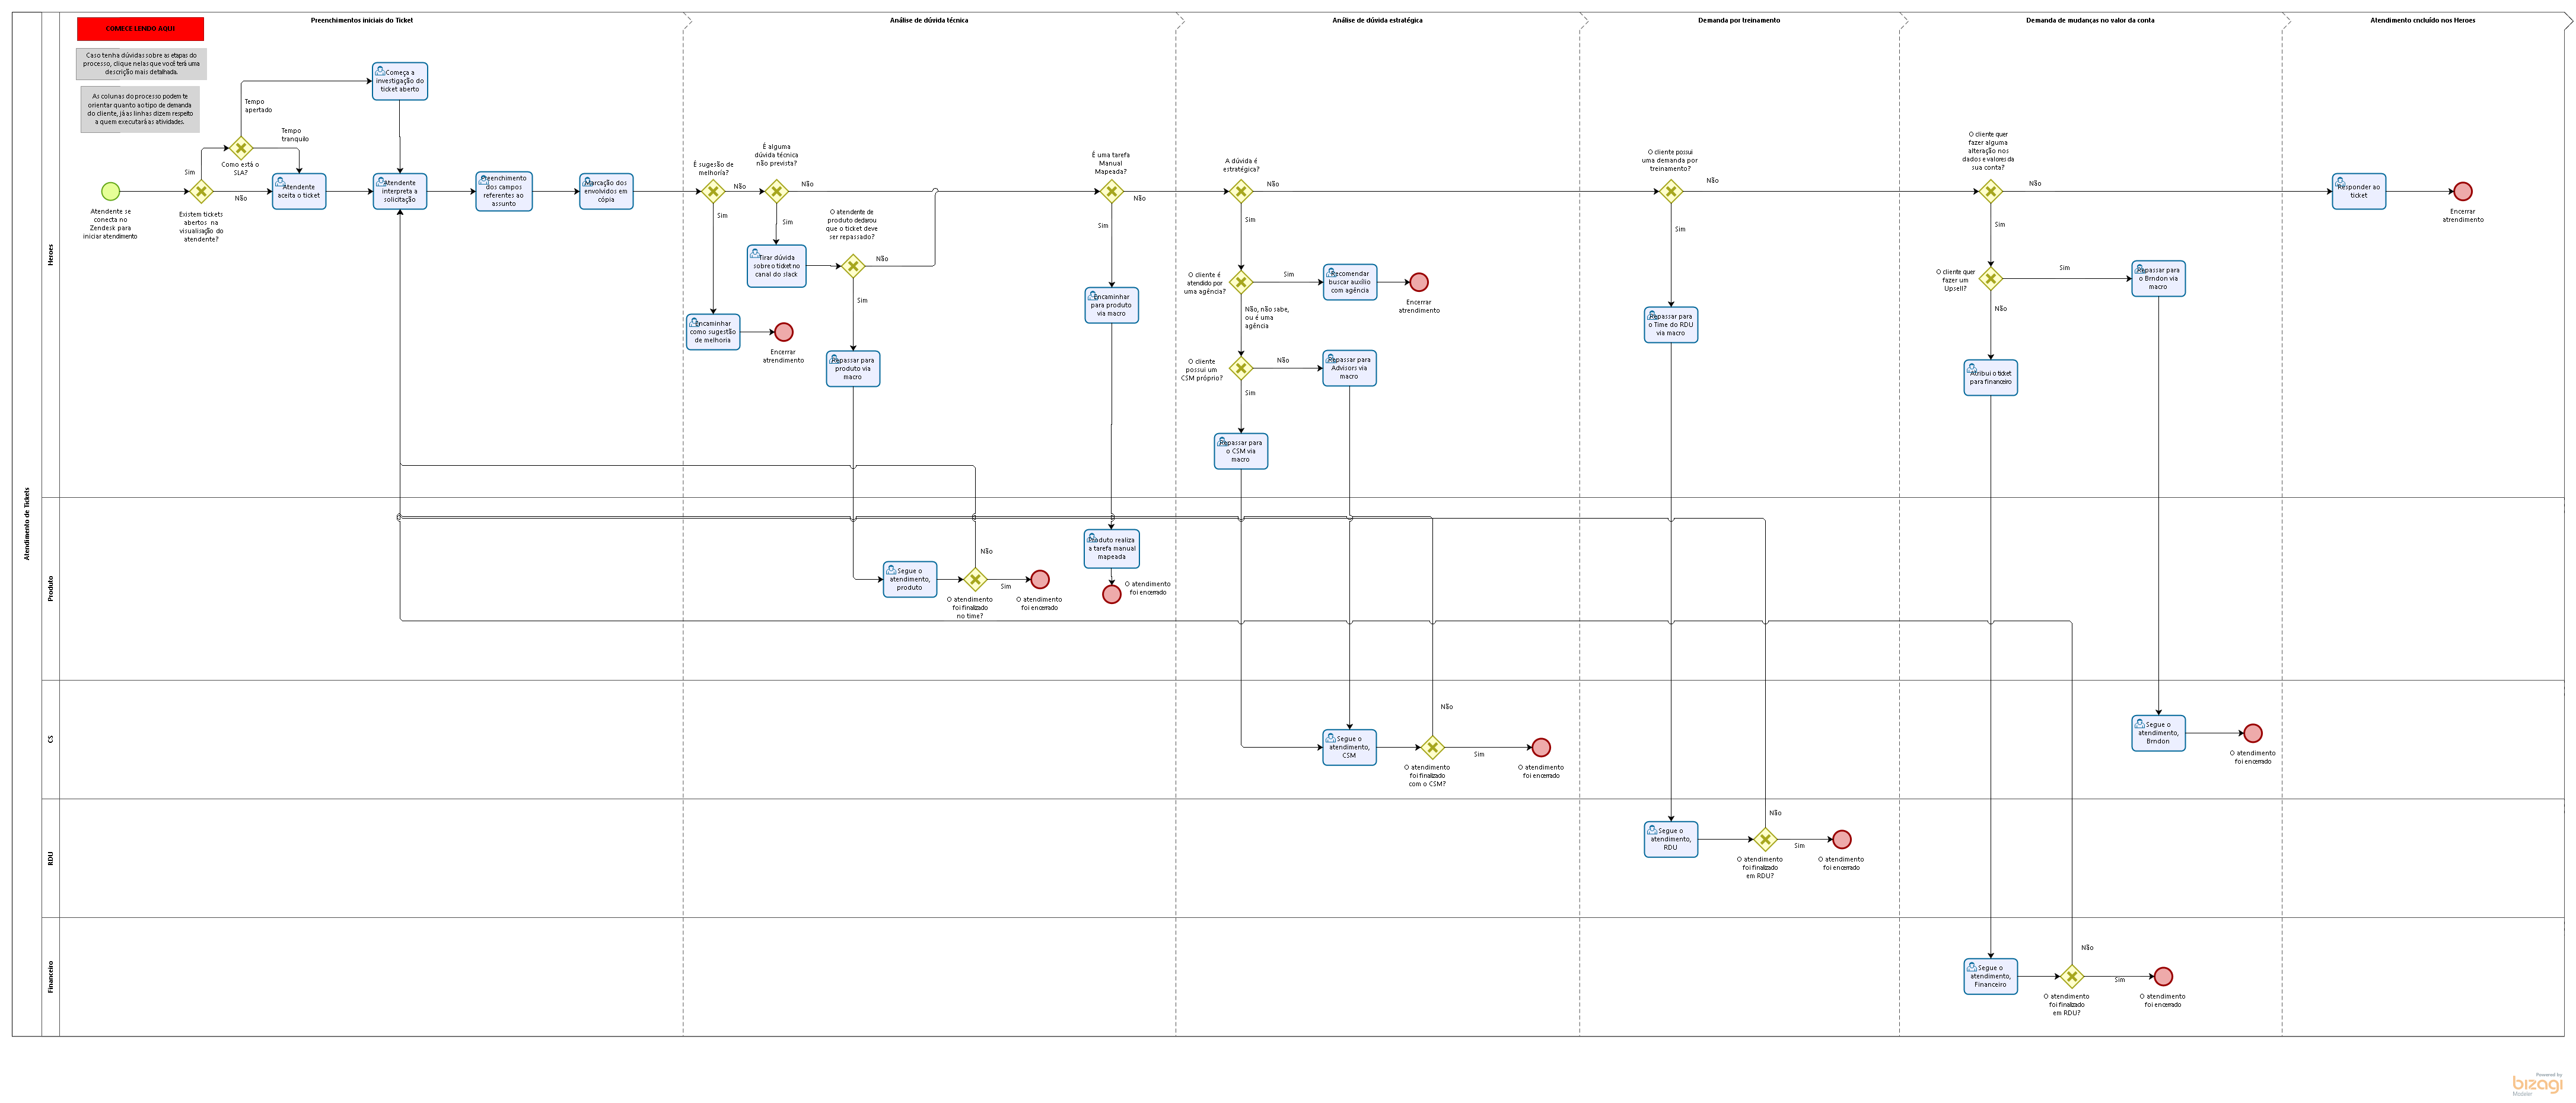 Preenchimentos iniciais do Ticket
Análise de dúvida técnica
Análise de dúvida estratégica
Demanda por treinamento
Demanda de mudanças no valor da conta
Atendimento cncluído nos Heroes
Atendimento de Tickets
Heroes
Produto
CS
RDU
Financeiro
COMECE LENDO AQUI
Caso tenha dúvidas sobre as etapas do
processo, clique nelas que você terá uma
descrição mais detalhada.
As colunas do processo podem te
orientar quanto ao tipo de demanda
do cliente, já as linhas dizem respeito
a quem executará as atividades.
Atendente se
conecta no
Zendesk para
iniciar atendimento
Existem tickets
abertos na
visualisação do
atendente?
Sim
Não
Como está o
SLA?
Tempo
apertado
Tempo
tranquilo
Começa a
investigação do
ticket aberto
Atendente
aceita o ticket
Atendente
interpreta a
solicitação
Preenchimento
dos campos
referentes ao
assunto
Marcação dos
envolvidos em
cópia
É sugesão de
melhoria?
Não
Sim
Encaminhar
como sugestão
de melhoria
Encerrar
atrendimento
É alguma
dúvida técnica
não prevista?
Não
Sim
Tirar dúvida
sobre o ticket no
canal do slack
O atendente de
produto dedarou
que o ticket deve
ser repassado?
Não
Sim
Repassar para
produto via
macro
Segue o
atendimento,
produto
O atendimento
foi finalizado
no time?
Não
Sim
O atendimento
foi encerrado
É uma tarefa
Manual
Mapeada?
Não
Sim
Encaminhar
para produto
via macro
Produto realiza
a tarefa manual
mapeada
O atendimento
foi encerrado
A dúvida é
estratégica?
Não
Sim
O cliente é
atendido por
uma agência?
Sim
Recomendar
buscar auxílio
com agência
Encerrar
atrendimento
Não, não sabe,
ou é uma
agência
O cliente
possui um
CSM próprio?
Não
Repassar para
Advisors via
macro
Sim
Repassar para
o CSM via
macro
Segue o
atendimento,
CSM
O atendimento
foi finalizado
com o CSM?
Não
Sim
O atendimento
foi encerrado
O cliente possui
uma demanda por
treinamento?
Não
Sim
Repassar para
o Time do RDU
via macro
Segue o
atendimento,
RDU
O atendimento
foi finalizado
em RDU?
Não
Sim
O atendimento
foi encerrado
O cliente quer
fazer alguma
alteração nos
dados e valores da
sua conta?
Não
Sim
O cliente quer
fazer um
Upsell?
Sim
Repassar para
o Brndon via
macro
Não
Atribui o ticket
para financeiro
Segue o
atendimento,
Brndon
O atendimento
foi encerrado
Segue o
atendimento,
Financeiro
O atendimento
foi finalizado
em RDU?
Não
Sim
O atendimento
foi encerrado
Responder ao
ticket
Encerrar
atrendimento
Powered by
bizagi
Modeler